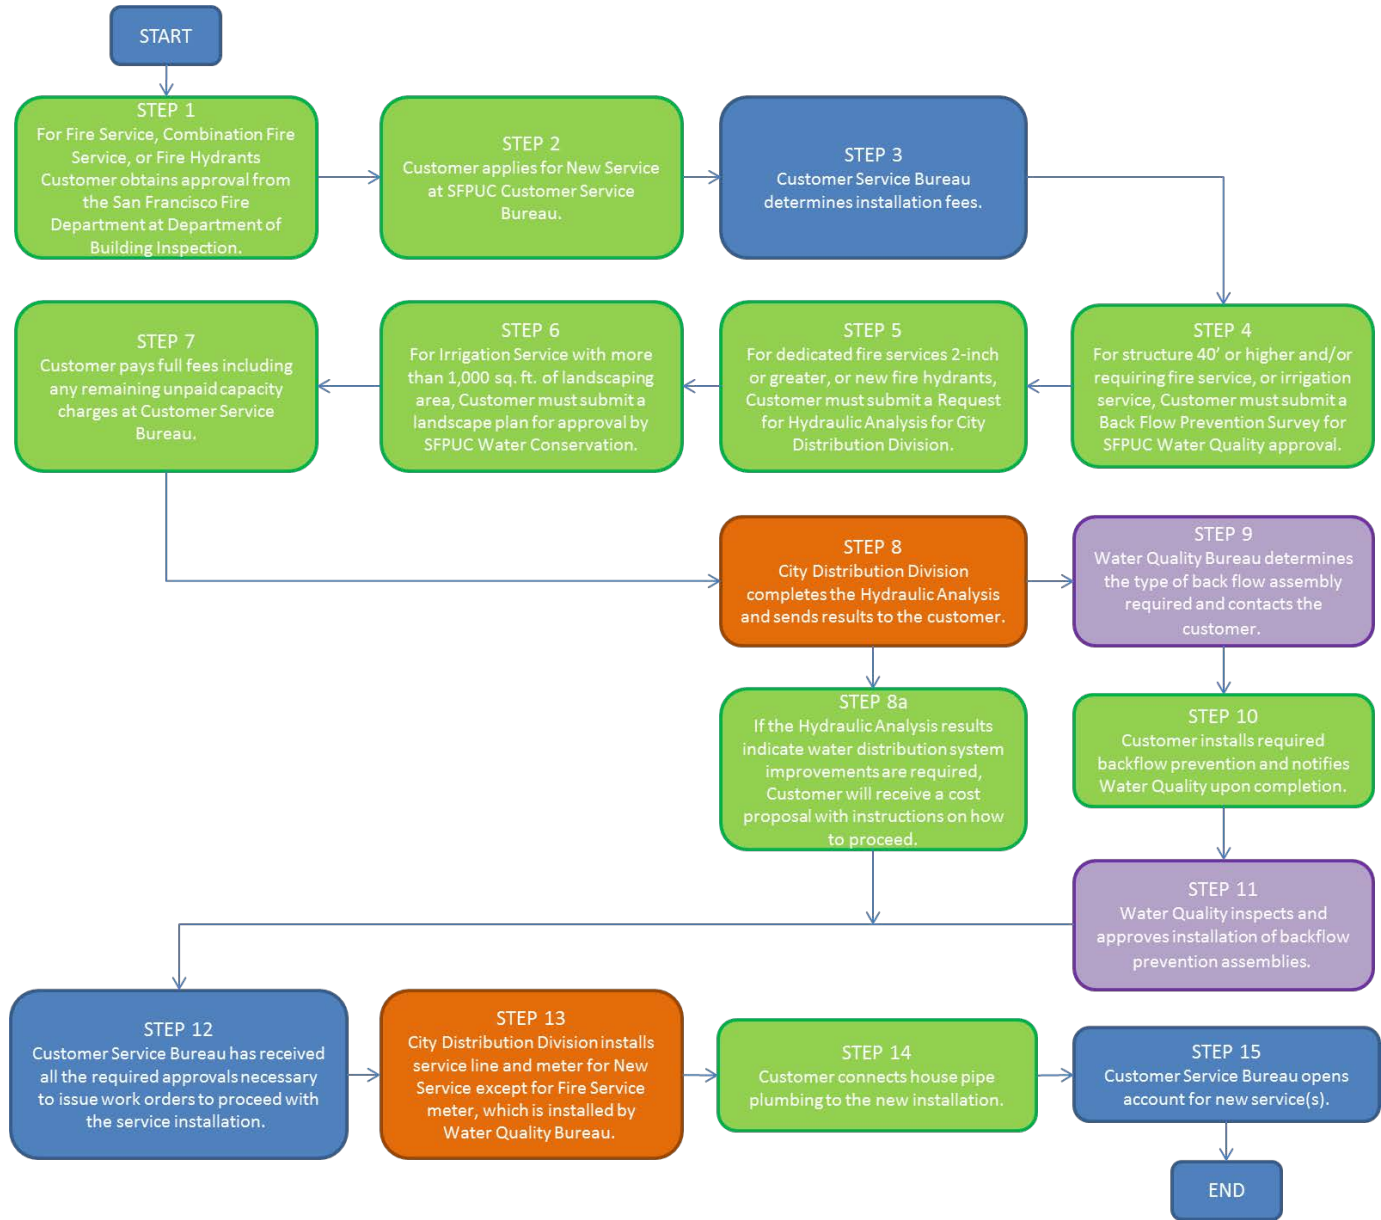 START
STEP 1
For Fire Service, Combination Fire
Service, or Fire Hydrants
Customer obtains approval from
the San Francisco Fire
Department at Department of
Building Inspection.
STEP 2
Customer applies for New Service
at SFPUC Customer Service
Bureau.
STEP 3
Customer Service Bureau
determines installation fees.
STEP 4
For structure 40’ or higher and/or
requiring fire service, or irrigation
service, Customer must submit a
Back Flow Prevention Survey for
SFPUC Water Quality approval.
STEP 5
For dedicated fire services 2-inch
or greater, or new fire hydrants,
Customer must submit a Request
for Hydraulic Analysis for City
Distribution Division.
STEP 6
For Irrigation Service with more
than 1,000 sq. ft. of landscaping
area, Customer must submit a
landscape plan for approval by
SFPUC Water Conservation.
STEP 7
Customer pays full fees including
any remaining unpaid capacity
charges at Customer Service
Bureau.
STEP 8
City Distribution Division
completes the Hydraulic Analysis
and sends results to the customer.
STEP 9
Water Quality Bureau determines
the type of back flow assembly
required and contacts the
customer.
STEP 8a
If the Hydraulic Analysis results
indicate water distribution system
improvements are required,
Customer will receive a cost
proposal with instructions on how
to proceed.
STEP 10
Customer installs required
backflow prevention and notifies
Water Quality upon completion.
STEP 11
Water Quality inspects and
approves installation of backflow
prevention assemblies.
STEP 12
Customer Service Bureau has received
all the required approvals necessary
to issue work orders to proceed with
the service installation.
STEP 13
City Distribution Division installs
service line and meter for New
Service except for Fire Service
meter, which is installed by
Water Quality Bureau.
STEP 14
Customer connects house pipe
plumbing to the new installation.
STEP 15
Customer Service Bureau opens
account for new service(s).
END